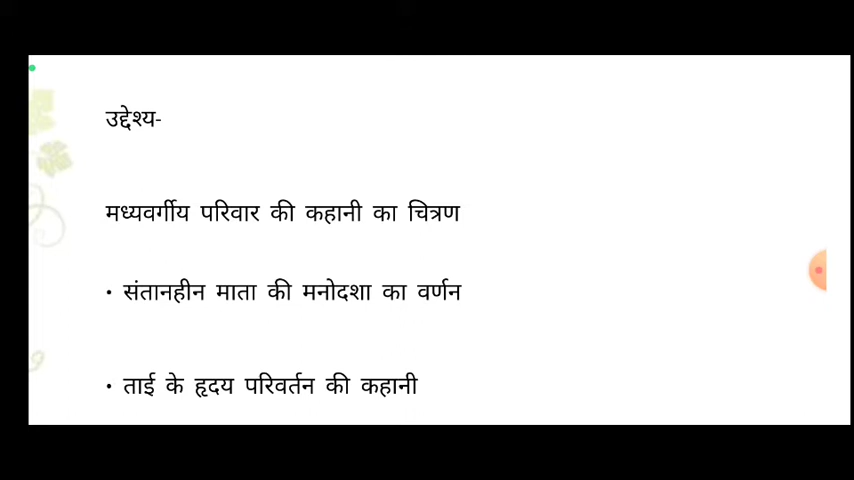 उद्देश्य-
मध्यवर्गीय परिवार की कहानी का चित्रण
• संतानहीन माता की मनोदशा का वर्णन
• ताई के हृदय परिवर्तन की कहानी